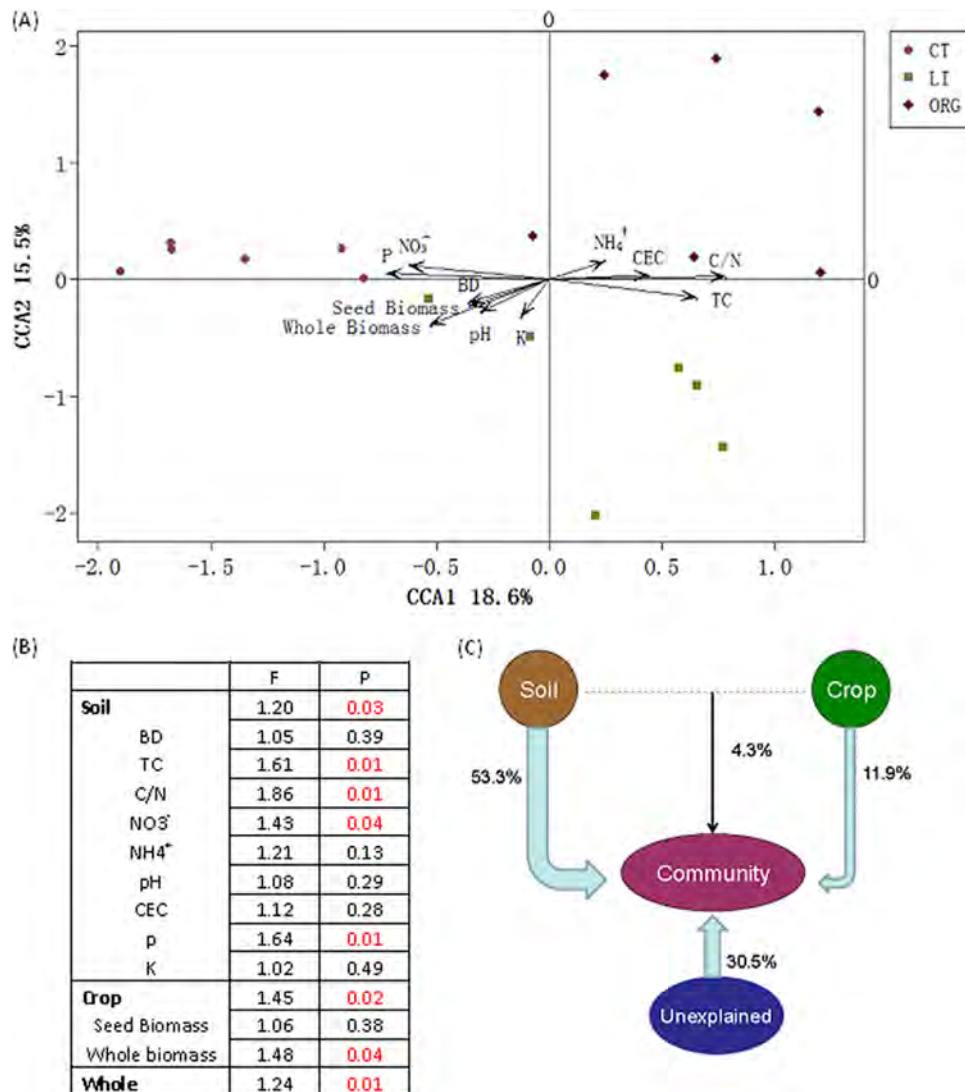 (A)
0
CT
LI
ORG
2
1
0
-1
-2
CCA2 15.5%
NO3-
P
NH4+
CEC
C/N
0
BD
TC
Seed Biomass
Whole Biomass
pH
K
-2.0 -1.5 -1.0 -0.5 0.0 0.5 1.0
CCA1 18.6%
(B)
F P
Soil 1.20 0.03
BD 1.05 0.39
TC 1.61 0.01
C/N 1.86 0.01
NO3- 1.43 0.04
NH4+ 1.21 0.13
pH 1.08 0.29
CEC 1.12 0.28
p 1.64 0.01
K 1.02 0.49
Crop 1.45 0.02
Seed Biomass 1.06 0.38
Whole biomass 1.48 0.04
Whole 1.24 0.01
(C)
Soil
Crop
4.3%
53.3%
11.9%
Community
30.5%
Unexplained